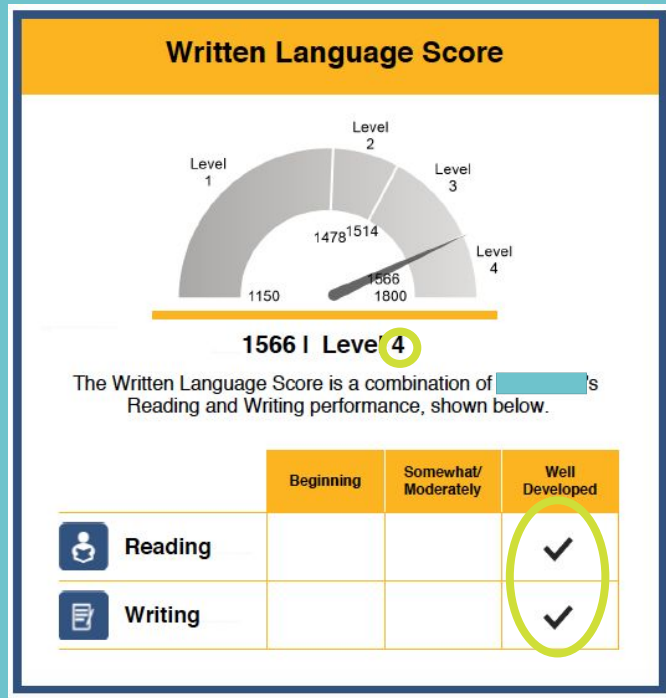 Written Language Score
Level
2
Level
1
Level
3
1478
1514
Level
4
1566
1150
1800
1566 I Level 4
The Written Language Score is a combination of 's
Reading and Writing performance, shown below.
Beginning
Somewhat/
Moderately
Well
Developed
Reading
Writing